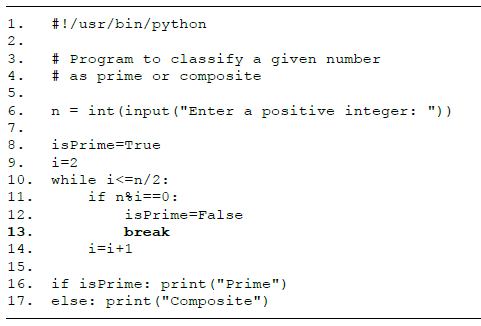 1.  #!/usr/bin/python
2.
3.  # Program to classify a given number
4.  # as prime or composite
5.
6.  n = int(input("Enter a positive integer: "))
7.
8.  isPrime=True
9.  i=2
10. while i<=n/2:
11.     if n%i==0:
12.         isPrime=False
13.         break
14.     i=i+1
15.
16. if isPrime: print("Prime")
17. else: print("Composite")